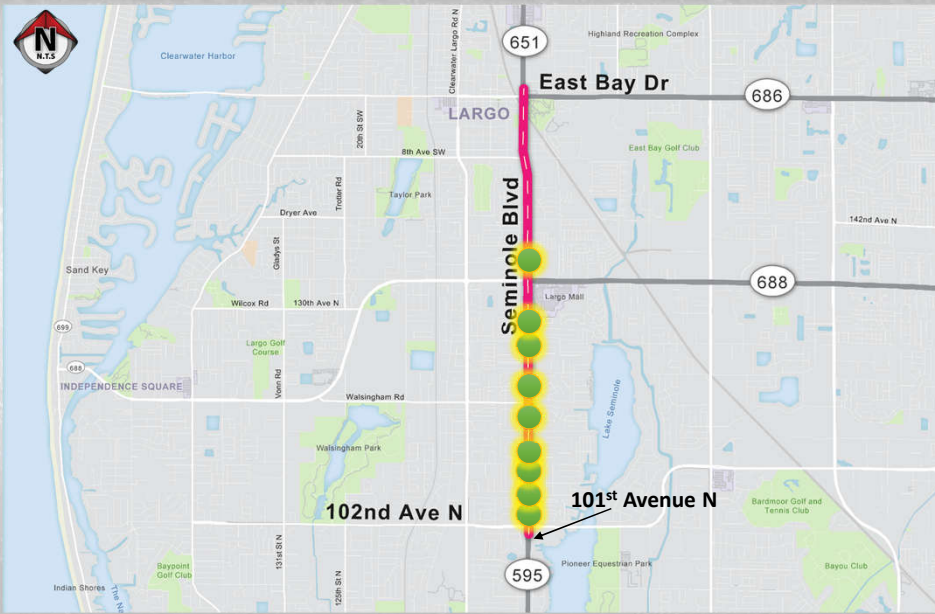 N
N.T.S
Clearwater Harbor
Clearwater Largo Rd N
651
Highland Recreation Complex
East Bay Dr
686
LARGO
20th St SW
8th Ave SW
East Bay Golf Club
Taylor Park
Trotter Rd
Seminole Blvd
Dryer Ave
142nd Ave N
Gladys St
Sand Key
688
Largo Mall
Wilcox Rd
130th Ave N
699
Largo Golf
Course
688
INDEPENDENCE SQUARE
Vonn Rd
Walsingham Rd
Lake Seminole
Walsingham Park
101st Avenue N
102nd Ave N
Bardmoor Golf and
Tennis Club
131st St N
Baypoint
Golf Club
125th St N
595
Pioneer Equestrian Park
Bayou Club
Indian Shores
The Na